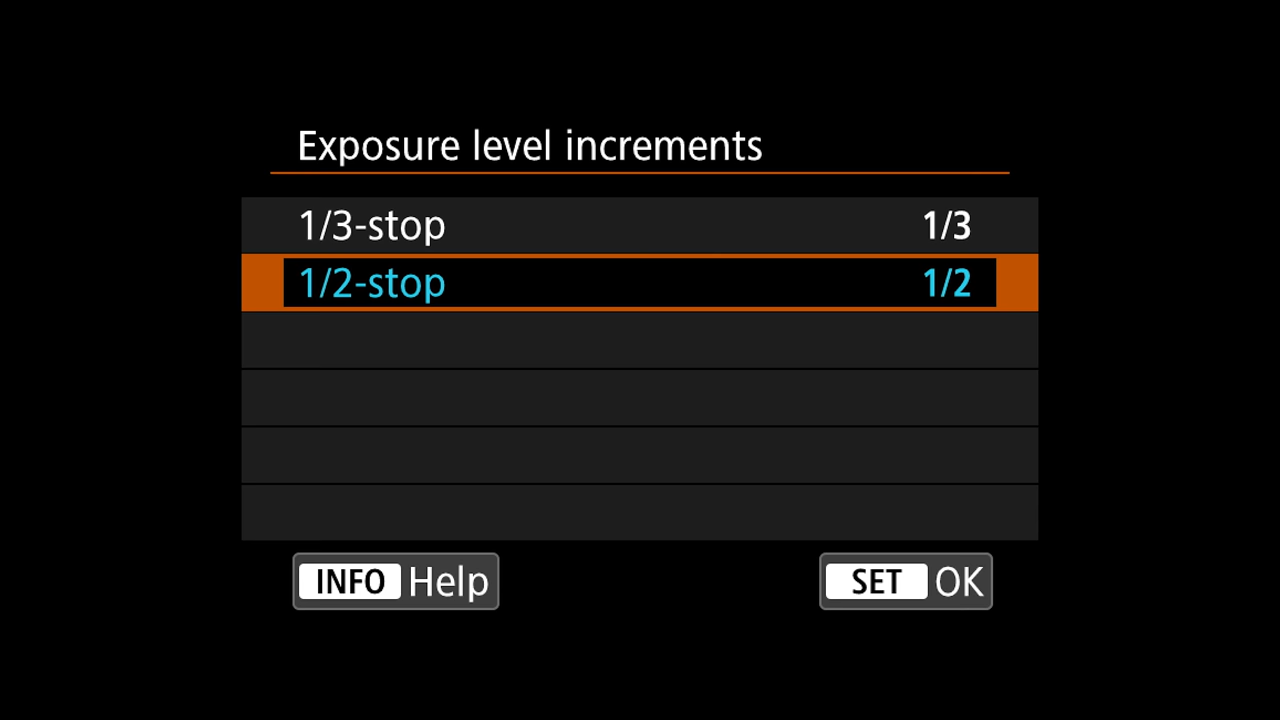 Exposure level increments
1/3-stop 1/3
1/2-stop 1/2
INFO Help SET OK